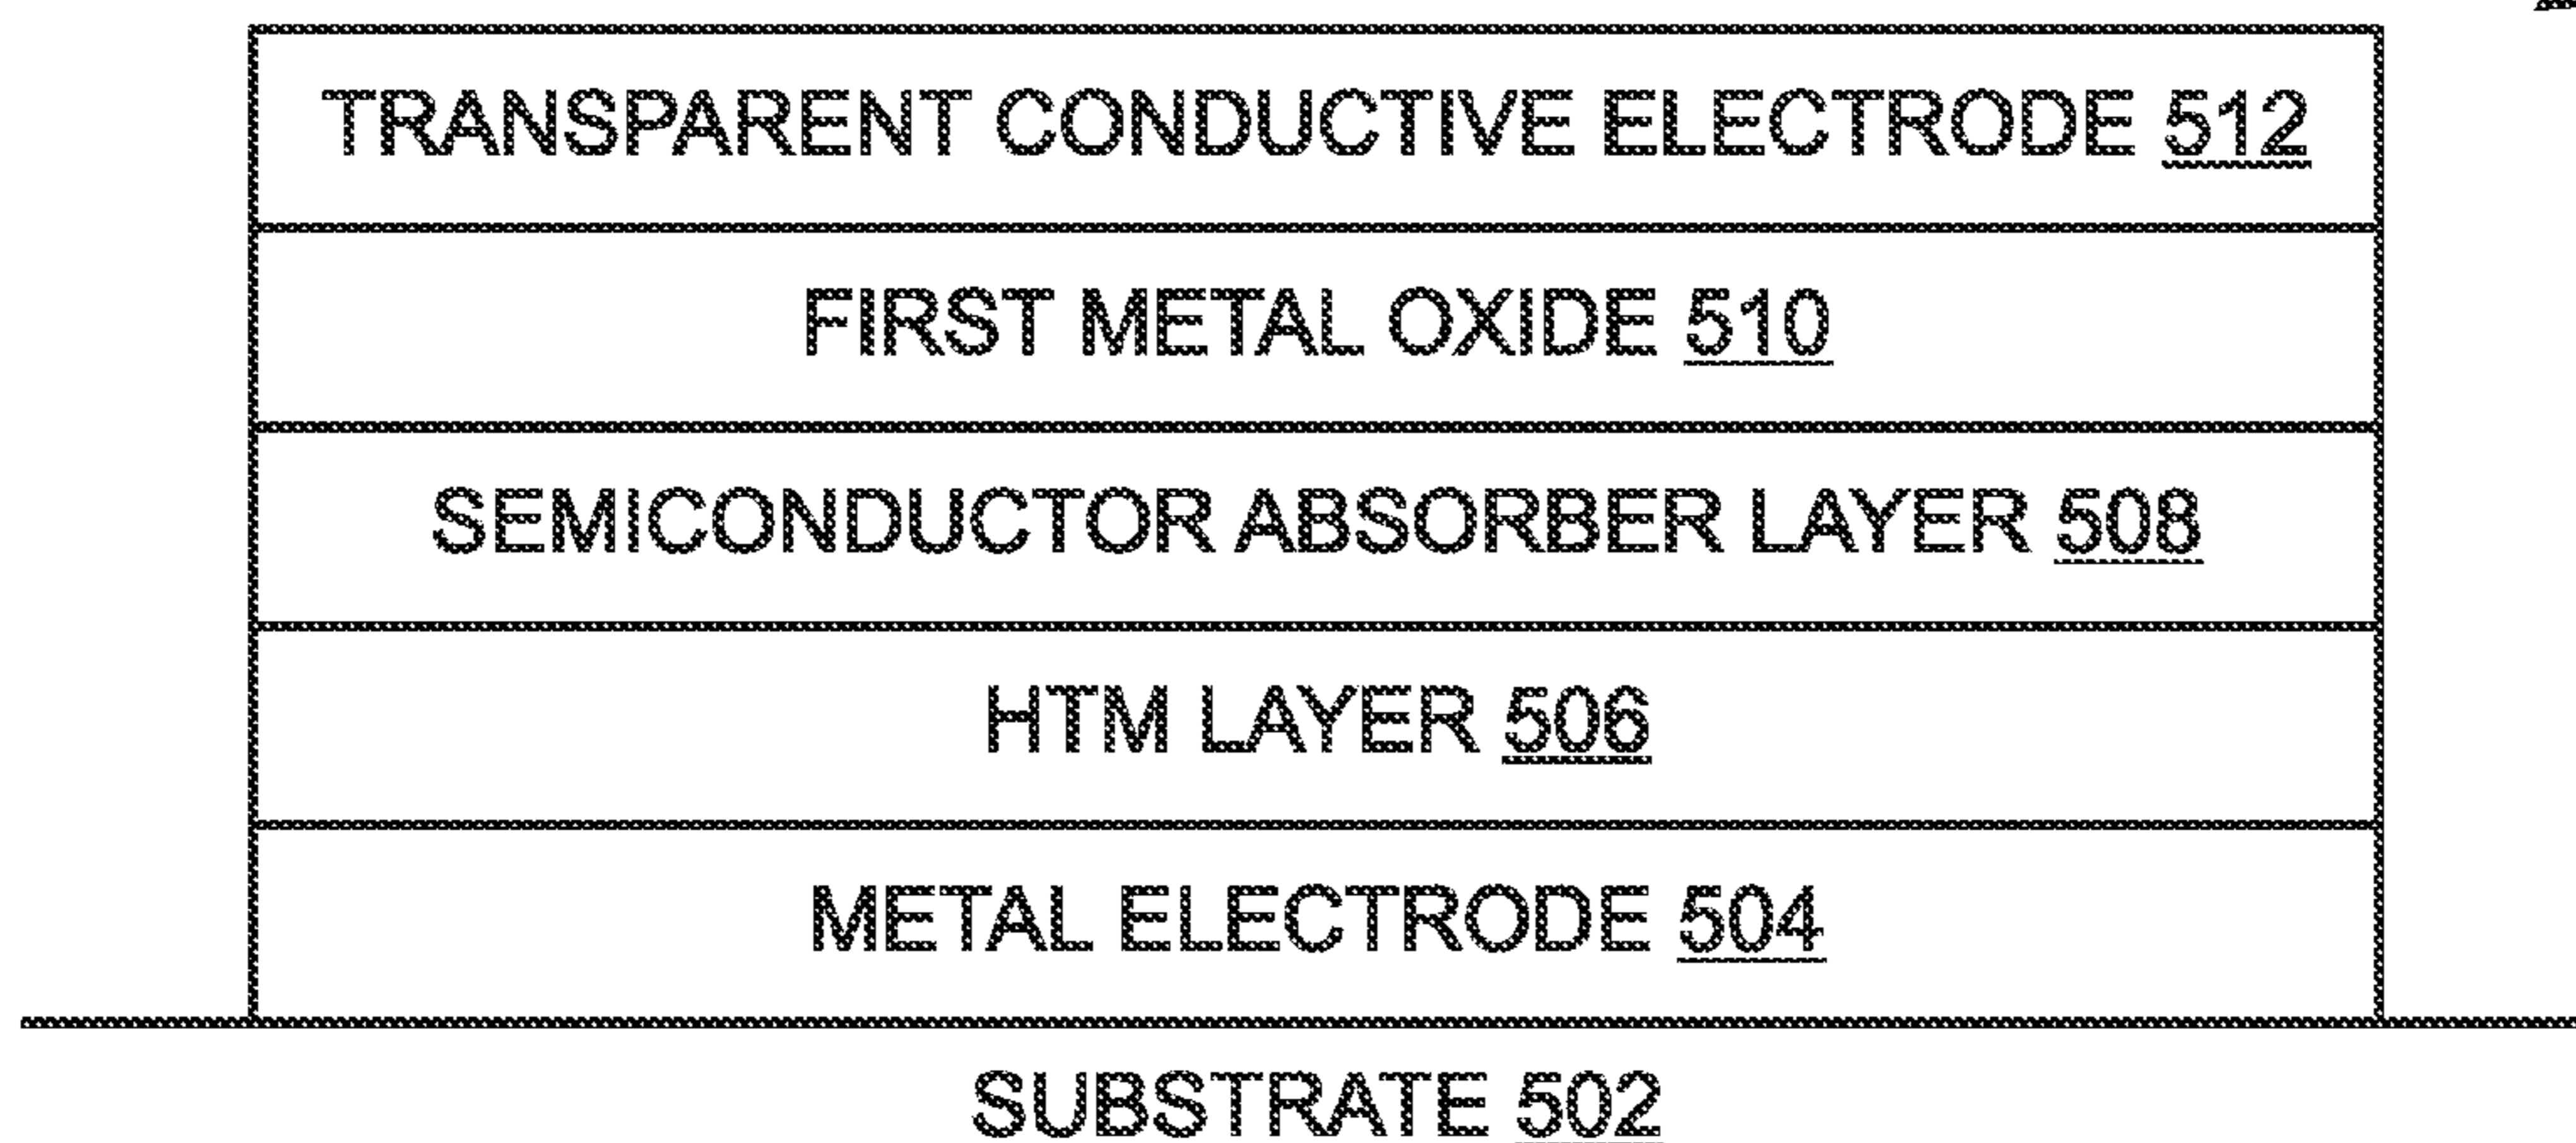 TRANSPARENT CONDUCTIVE ELECTRODE 512
FIRST METAL OXIDE 510
SEMICONDUCTOR ABSORBER LAYER 508
HTM LAYER 506
METAL ELECTRODE 504
SUBSTRATE 502